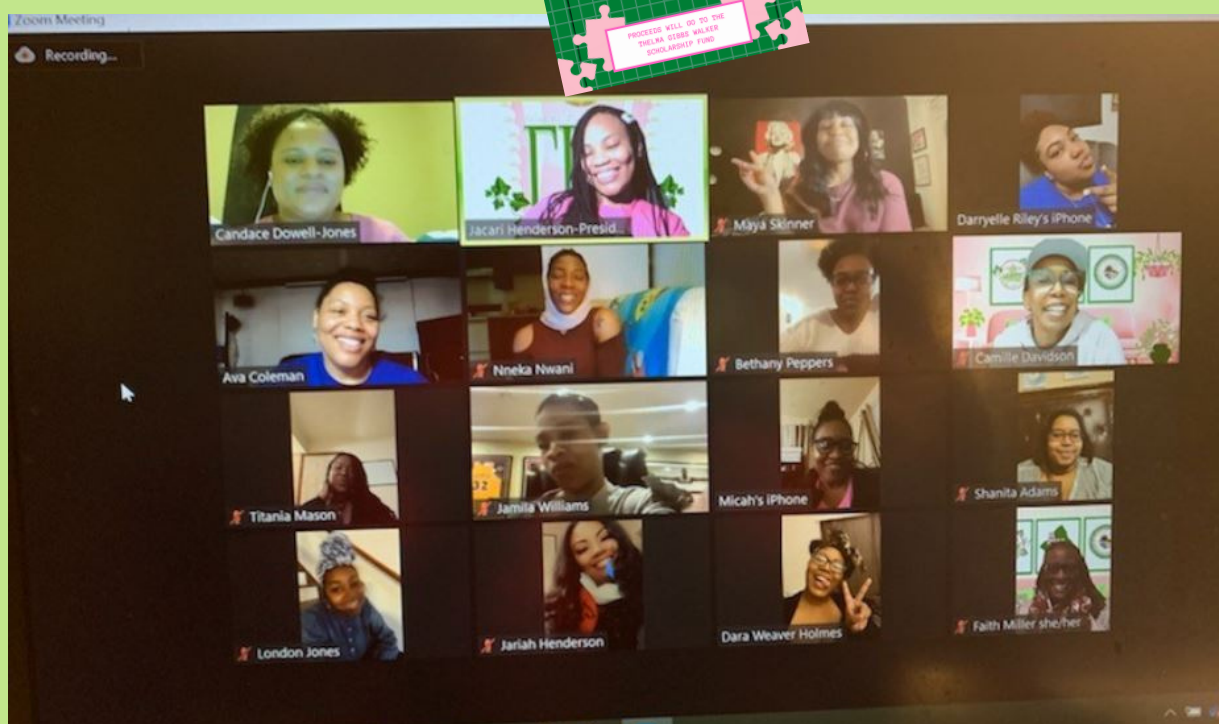 Zoom Meeting
PROCEEDS WILL GO TO THE
THELMA GIBBS WALKER
SCHOLARSHIP FUND
Recording...
Candace Dowell-Jones
Jacari Henderson-Presid
Maya Skinner
Darryelle Riley's iPhone
Ava Coleman
Nneka Nwani
Bethany Peppers
Camille Davidson
32
Titania Mason
Jamila Williams
Micah's iPhone
Shanita Adams
London Jones
Jariah Henderson
Dara Weaver Holmes
Faith Miller she/her